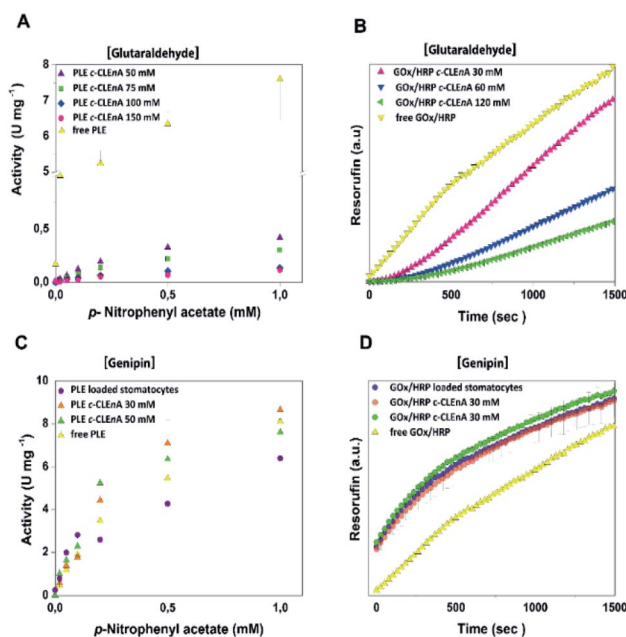 A
[Glutaraldehyde]
Activity (U mg⁻¹)
8
7
6
5
0,5
0,0
PLE c-CLEnA 50 mM
PLE c-CLEnA 75 mM
PLE c-CLEnA 100 mM
PLE c-CLEnA 150 mM
free PLE
0,0
0,5
1,0
p- Nitrophenyl acetate (mM)
B
[Glutaraldehyde]
Resorufin (a.u)
GOx/HRP c-CLEnA 30 mM
GOx/HRP c-CLEnA 60 mM
GOx/HRP c-CLEnA 120 mM
free GOx/HRP
0
500
1000
1500
Time (sec )
C
[Genipin]
Activity (U mg⁻¹)
10
8
6
4
2
0
PLE loaded stomatocytes
PLE c-CLEnA 30 mM
PLE c-CLEnA 50 mM
free PLE
0,0
0,5
1,0
p-Nitrophenyl acetate (mM)
D
[Genipin]
Resorufin (a.u.)
GOx/HRP loaded stomatocytes
GOx/HRP c-CLEnA 30 mM
GOx/HRP c-CLEnA 30 mM
free GOx/HRP
0
500
1000
1500
Time (sec)